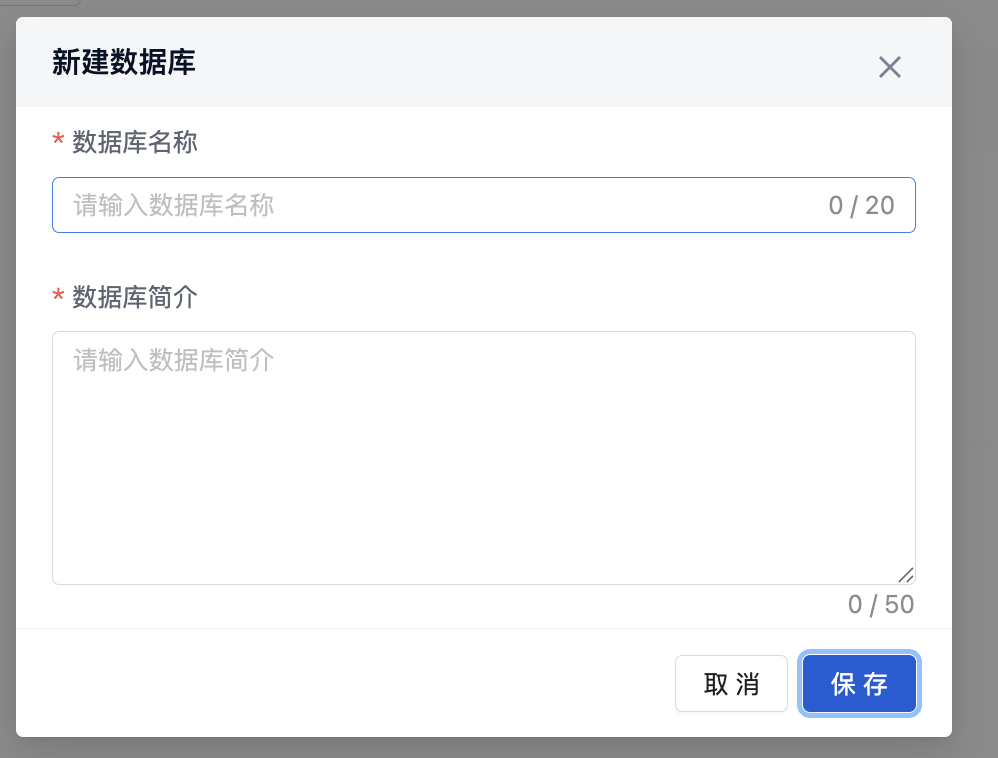 新建数据库
* 数据库名称
请输入数据库名称 0 / 20
* 数据库简介
请输入数据库简介
0 / 50
取 消 保 存